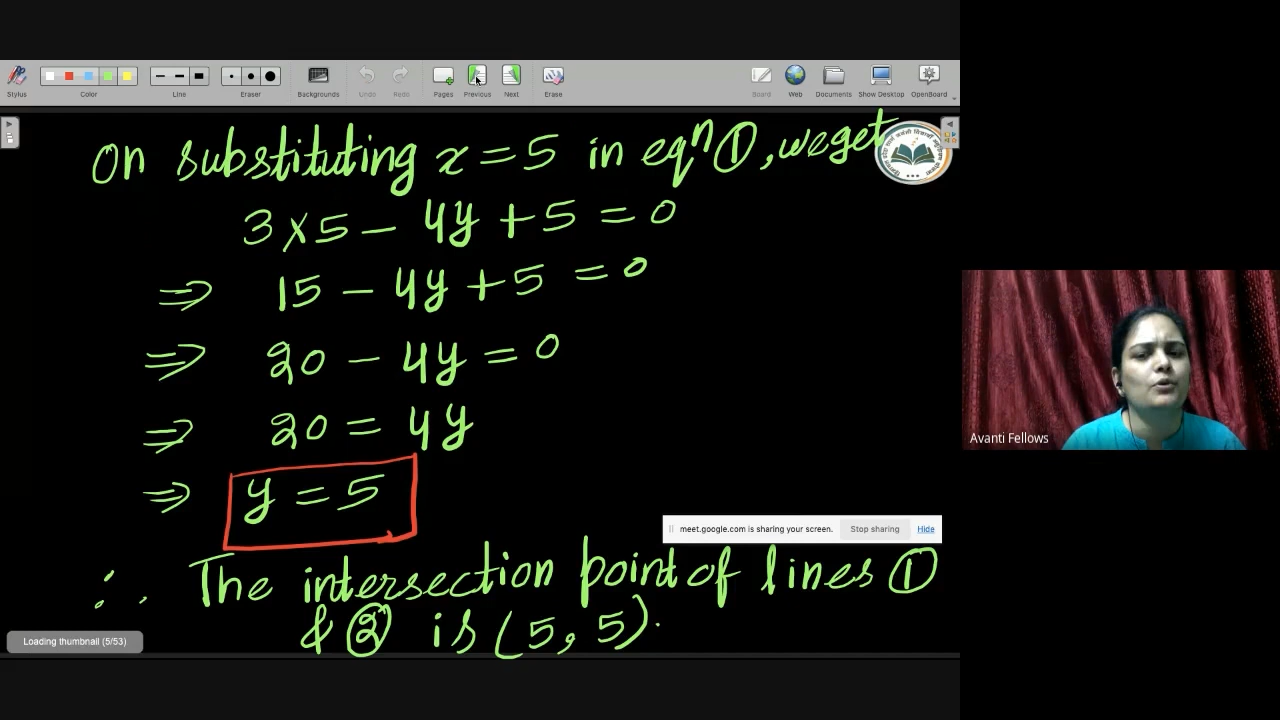 Stylus Color Line Eraser Backgrounds Undo Redo Pages Previous Next Erase Board Web Documents Show Desktop OpenBoard
On substituting x = 5 in eqⁿ ①, we get
3 × 5 – 4y + 5 = 0
⇒ 15 – 4y + 5 = 0
⇒ 20 – 4y = 0
⇒ 20 = 4y
⇒ y = 5
Avanti Fellows
meet.google.com is sharing your screen. Stop sharing Hide
∴ The intersection point of lines ①
& ② is (5, 5).
Loading thumbnail (5/53)